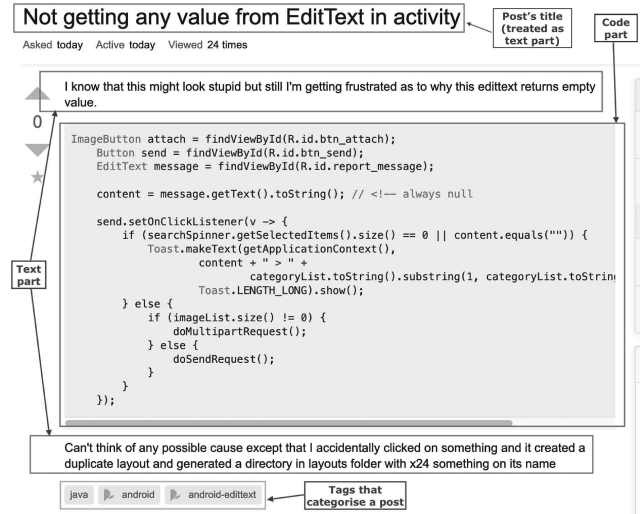 Not getting any value from EditText in activity
Post's title
(treated as
text part)
Code
part
Asked today Active today Viewed 24 times
I know that this might look stupid but still I'm getting frustrated as to why this edittext returns empty
value.
0
ImageButton attach = findViewById(R.id.btn_attach);
Button send = findViewById(R.id.btn_send);
EditText message = findViewById(R.id.report_message);
content = message.getText().toString(); // <!—— always null
send.setOnClickListener(v -> {
if (searchSpinner.getSelectedItems().size() == 0 || content.equals("")) {
Toast.makeText(getApplicationContext(),
content + " > " +
categoryList.toString().substring(1, categoryList.toString
Toast.LENGTH_LONG).show();
} else {
if (imageList.size() != 0) {
doMultipartRequest();
} else {
doSendRequest();
}
}
});
Text
part
Can't think of any possible cause except that I accidentally clicked on something and it created a
duplicate layout and generated a directory in layouts folder with x24 something on its name
java android android-edittext
Tags that
categorise a post